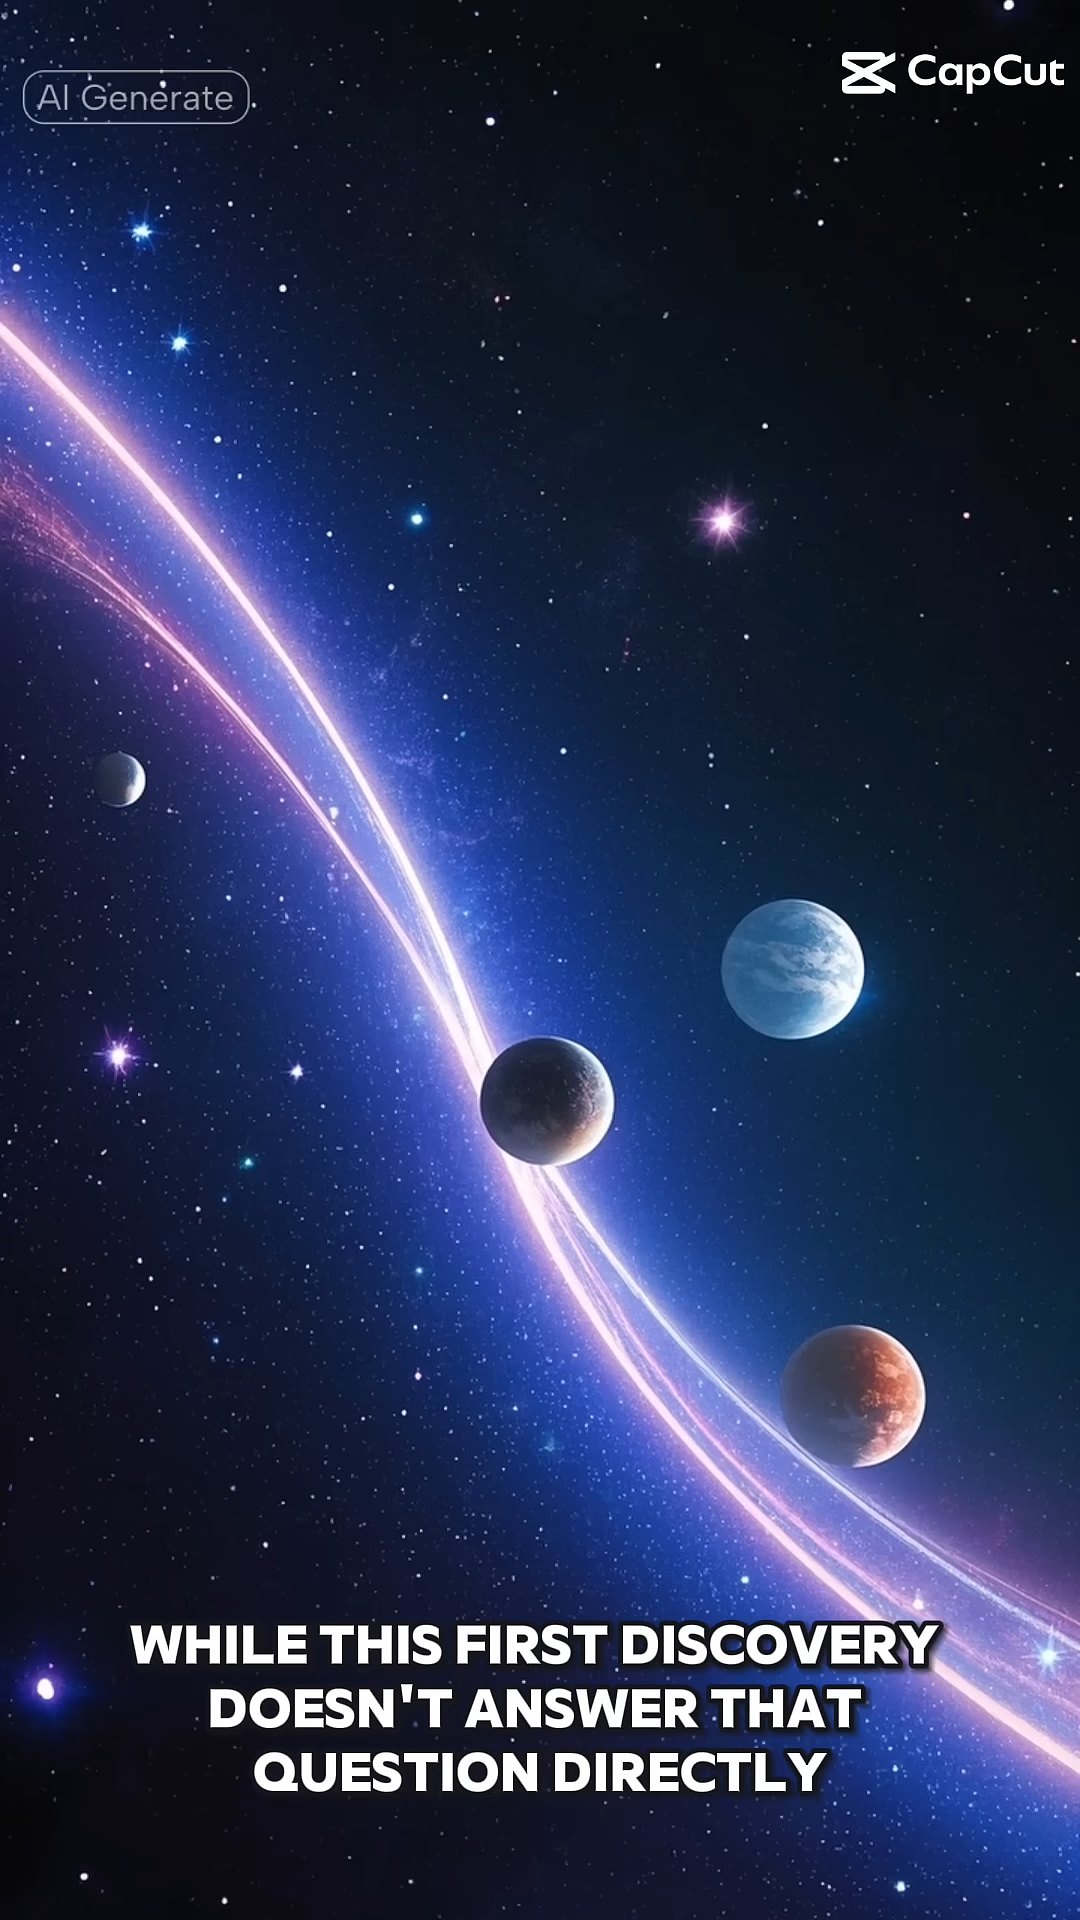 AI Generate
CapCut
WHILE THIS FIRST DISCOVERY
DOESN'T ANSWER THAT
QUESTION DIRECTLY